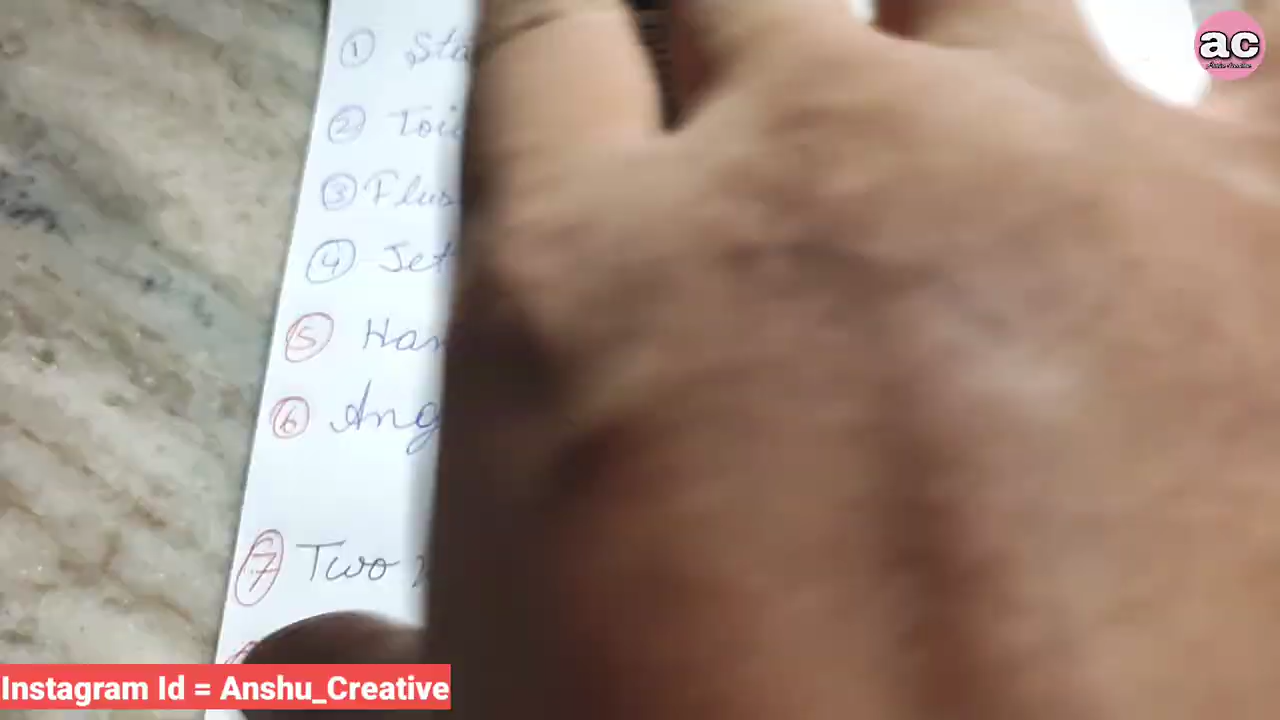 ac
① Sta
② Toi
③ Flus
④ Jet
⑤ Han
⑥ Ang
⑦ Two
Instagram Id = Anshu_Creative